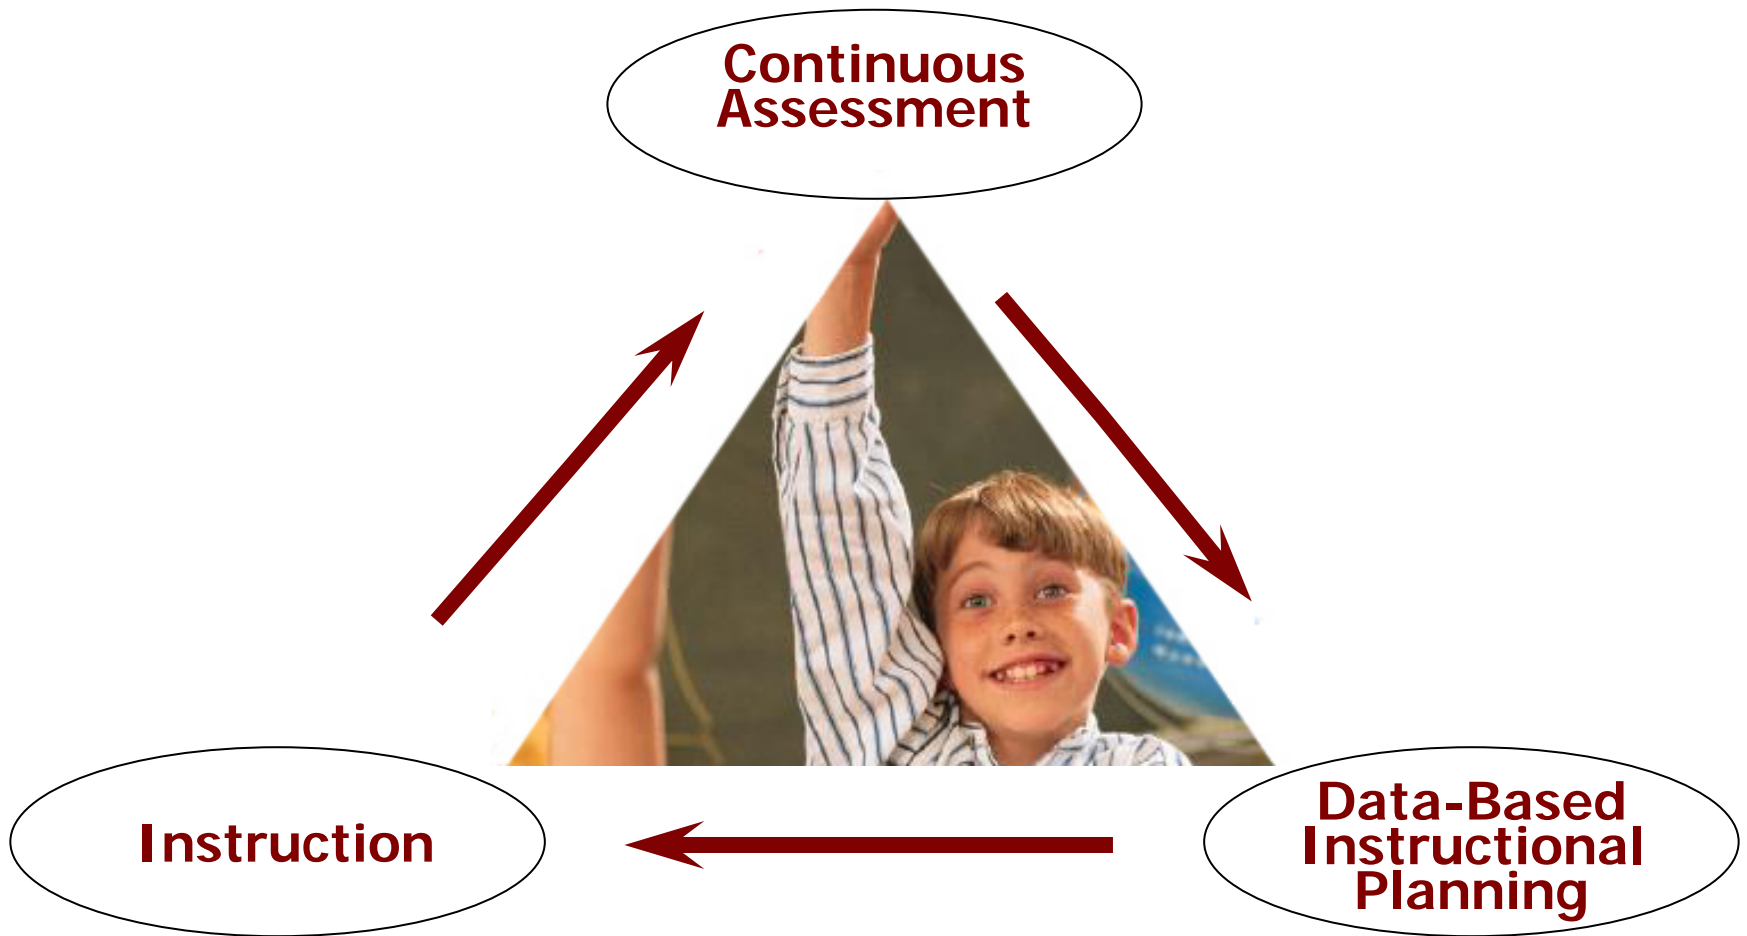 Continuous
Assessment
Instruction
Data-Based
Instructional
Planning